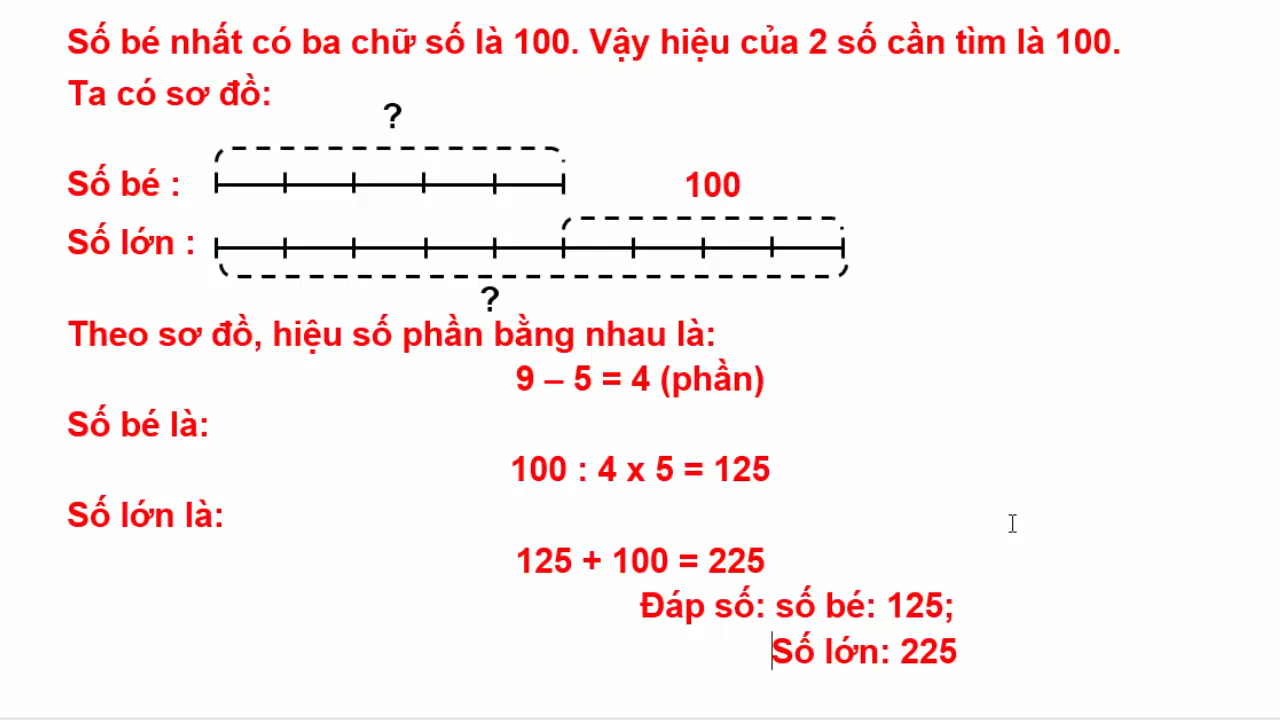 Số bé nhất có ba chữ số là 100. Vậy hiệu của 2 số cần tìm là 100.
Ta có sơ đồ:
?
Số bé :
100
Số lớn :
?
Theo sơ đồ, hiệu số phần bằng nhau là:
9 – 5 = 4 (phần)
Số bé là:
100 : 4 x 5 = 125
Số lớn là:
125 + 100 = 225
Đáp số: số bé: 125;
Số lớn: 225